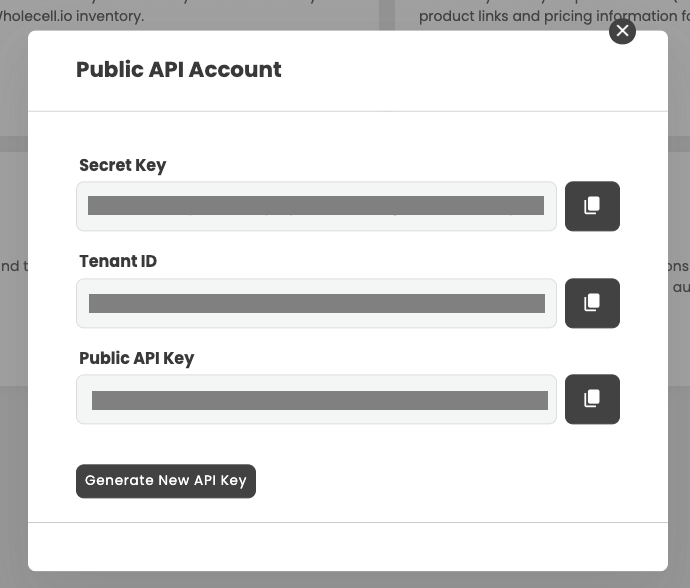 holecell.io inventory.
product links and pricing information fo
Public API Account
Secret Key
Tenant ID
nd t
ons
au
Public API Key
Generate New API Key